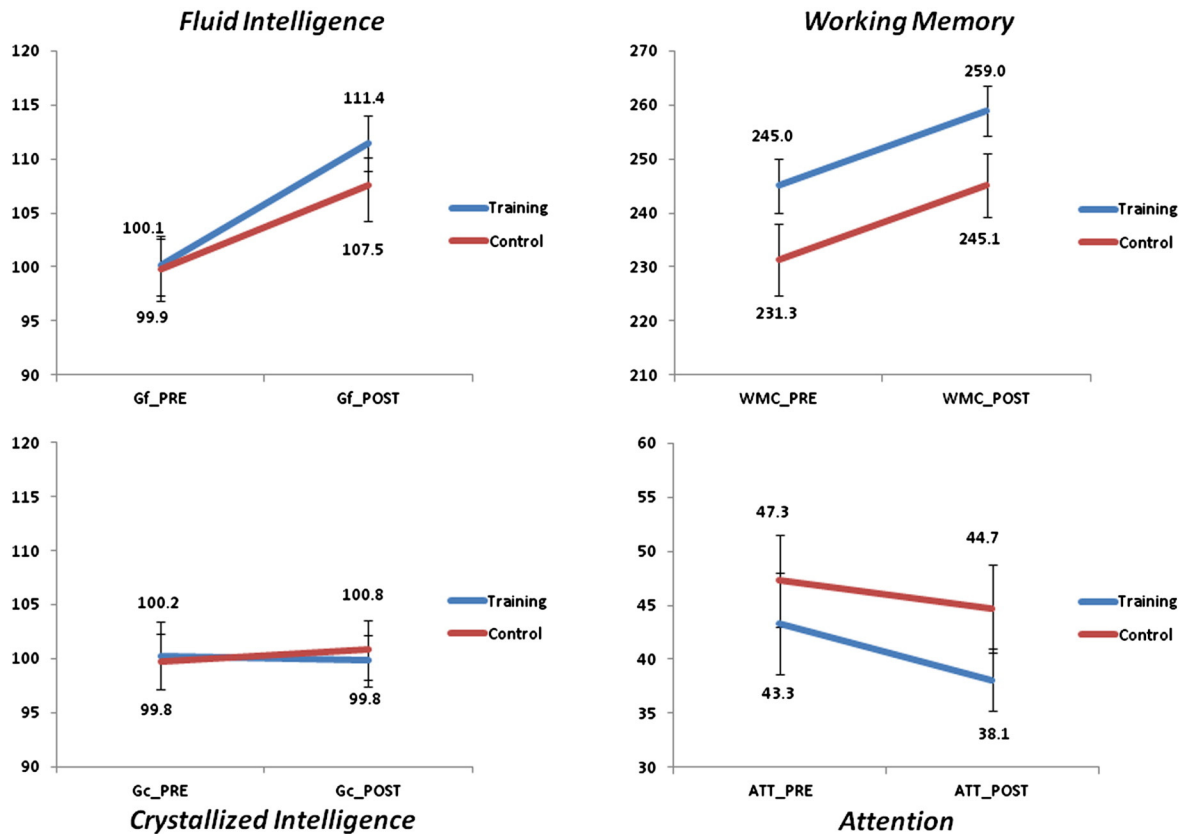 Fluid Intelligence
120
115
110
105
100
95
90
111.4
100.1
107.5
99.9
Training
Control
Gf_PRE
Gf_POST
Working Memory
270
260
250
240
230
220
210
259.0
245.0
245.1
231.3
Training
Control
WMC_PRE
WMC_POST
120
115
110
105
100
95
90
100.2
100.8
99.8
99.8
Training
Control
Gc_PRE
Gc_POST
Crystallized Intelligence
60
55
50
45
40
35
30
47.3
44.7
43.3
38.1
Training
Control
ATT_PRE
ATT_POST
Attention